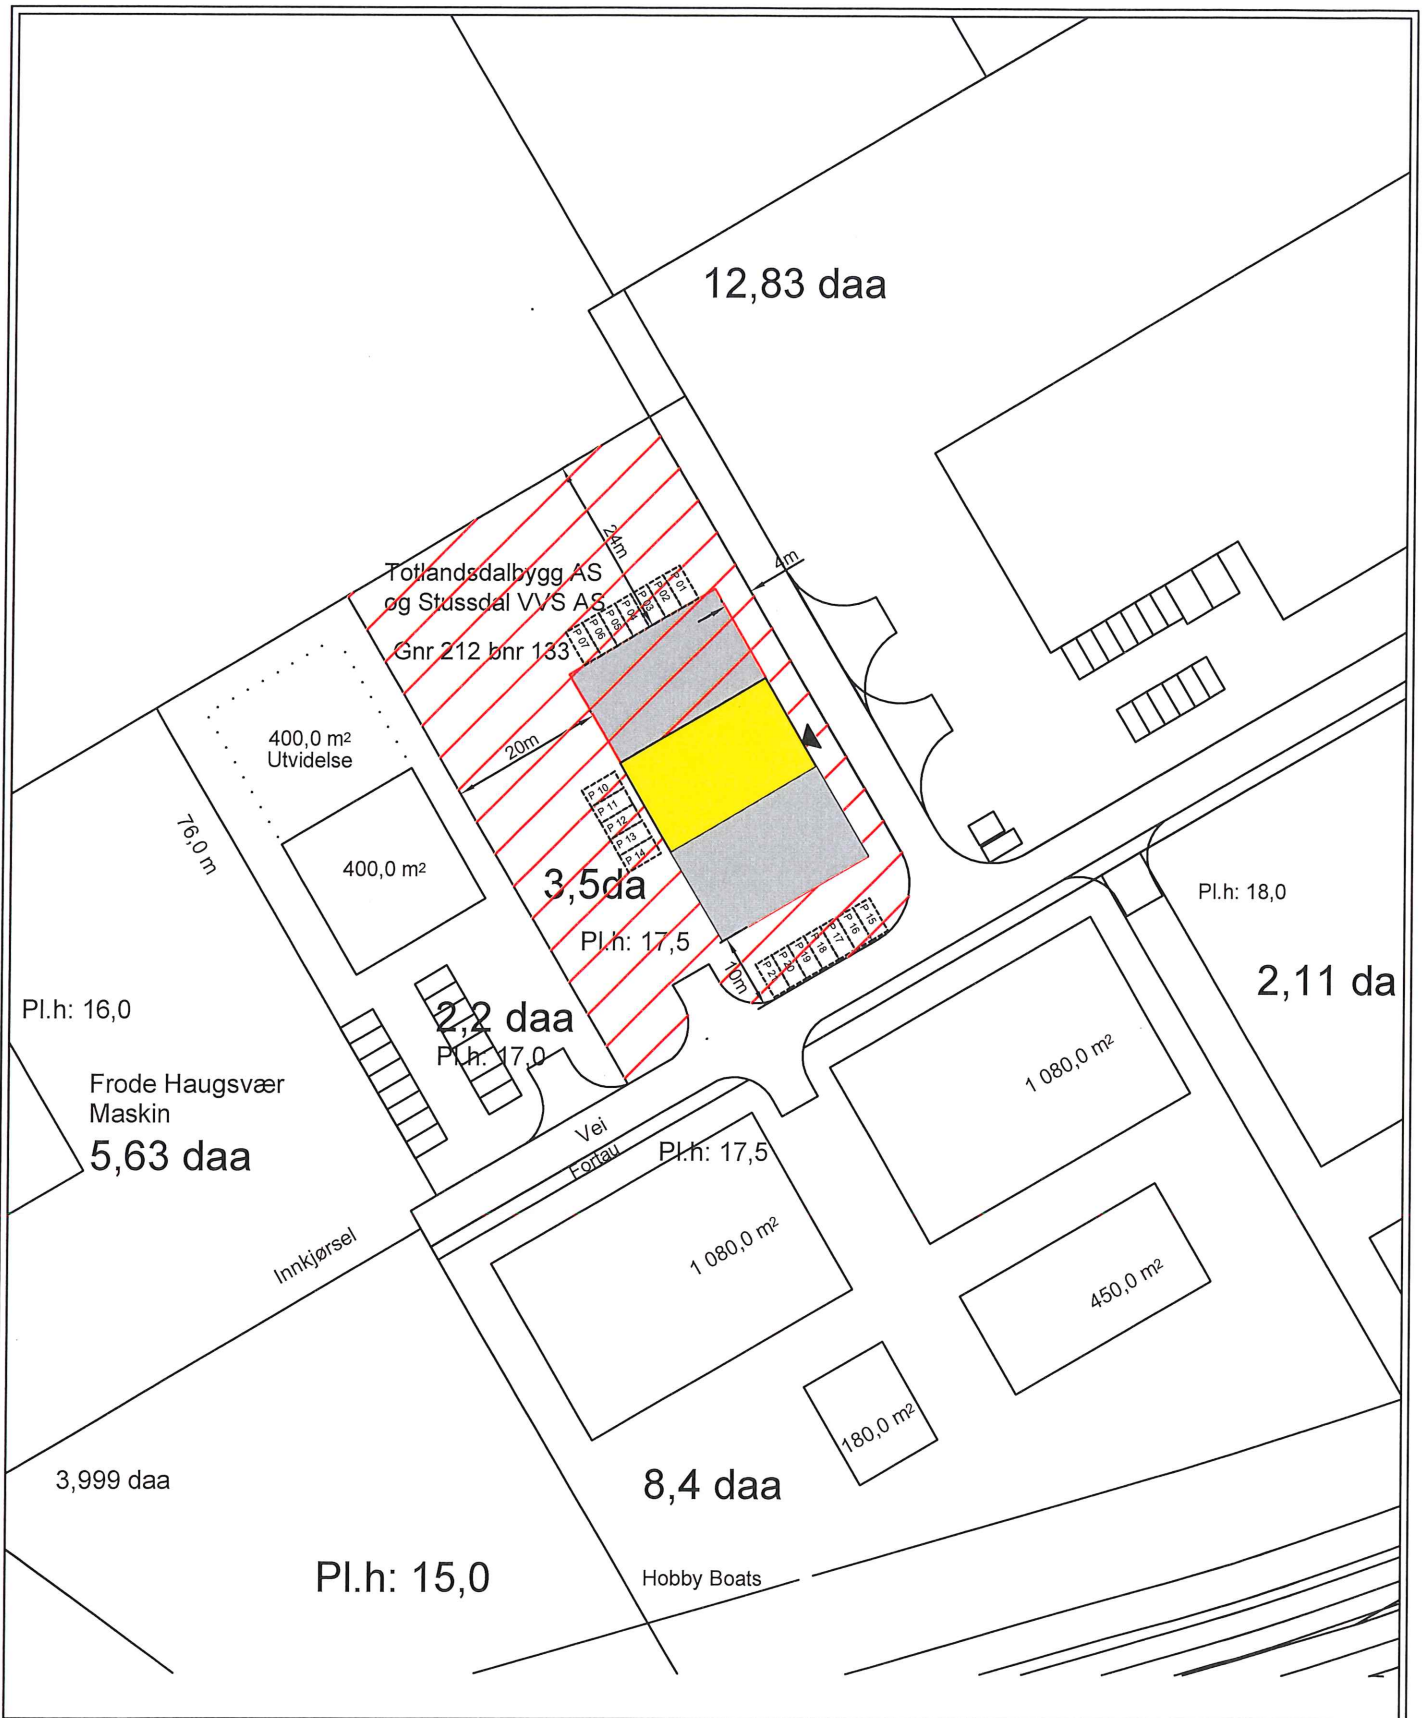 12,83 daa
24m
4m
Totlandsdalbygg AS
og Stussdal VVS AS
Gnr 212 bnr 133
P 01
P 02
P 03
P 04
P 05
P 06
P 07
20m
400,0 m²
Utvidelse
76,0 m
400,0 m²
P 10
P 11
P 12
P 13
P 14
3,5da
Pl.h: 17,5
10m
P 15
P 16
P 17
P 18
P 19
P 20
P 21
Pl.h: 18,0
2,11 da
Pl.h: 16,0
2,2 daa
Pl.h: 17,0
Frode Haugsvær
Maskin
5,63 daa
1 080,0 m²
Vei
Fortau
Pl.h: 17,5
Innkjørsel
1 080,0 m²
450,0 m²
180,0 m²
3,999 daa
8,4 daa
Pl.h: 15,0
Hobby Boats